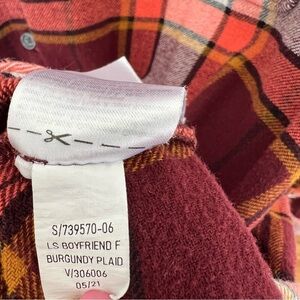 S/739570-06
LS BOYFRIEND F
BURGUNDY PLAID
V/306006
05/21